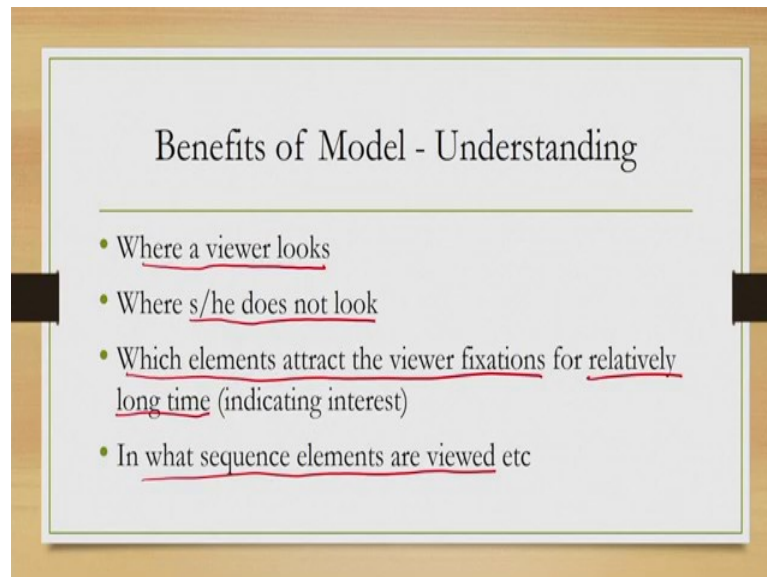 Benefits of Model - Understanding
• Where a viewer looks
• Where s/he does not look
• Which elements attract the viewer fixations for relatively
long time (indicating interest)
• In what sequence elements are viewed etc